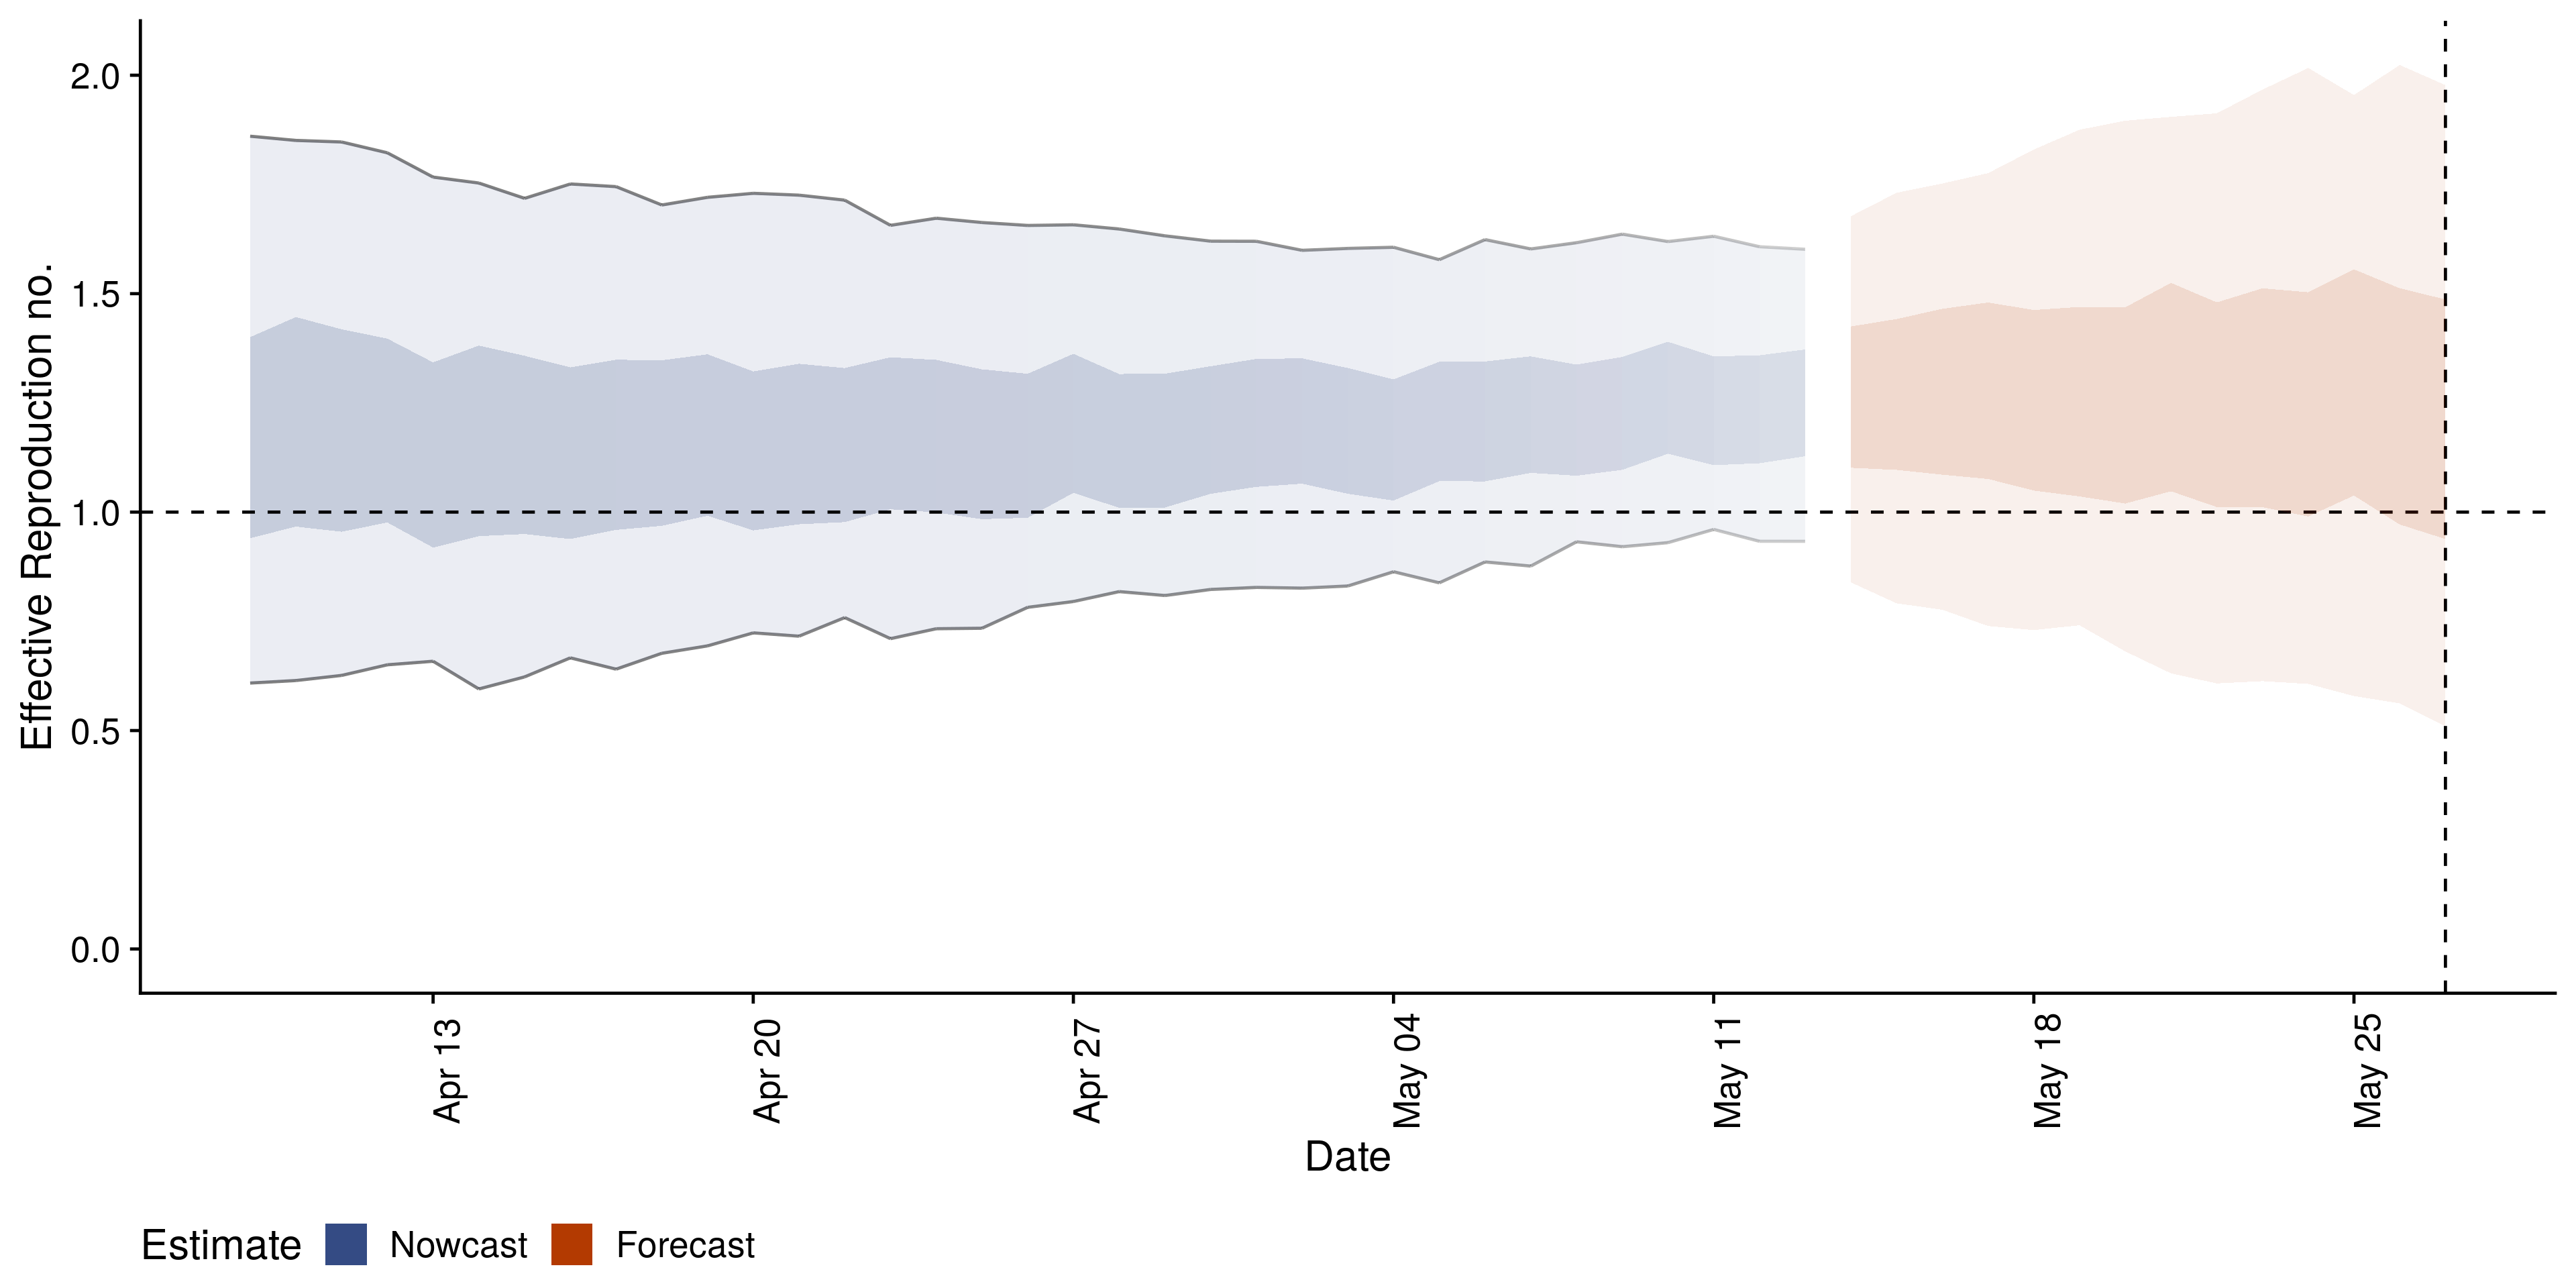 Effective Reproduction no.
2.0
1.5
1.0
0.5
0.0
Apr 13
Apr 20
Apr 27
May 04
May 11
May 18
May 25
Date
Estimate Nowcast Forecast